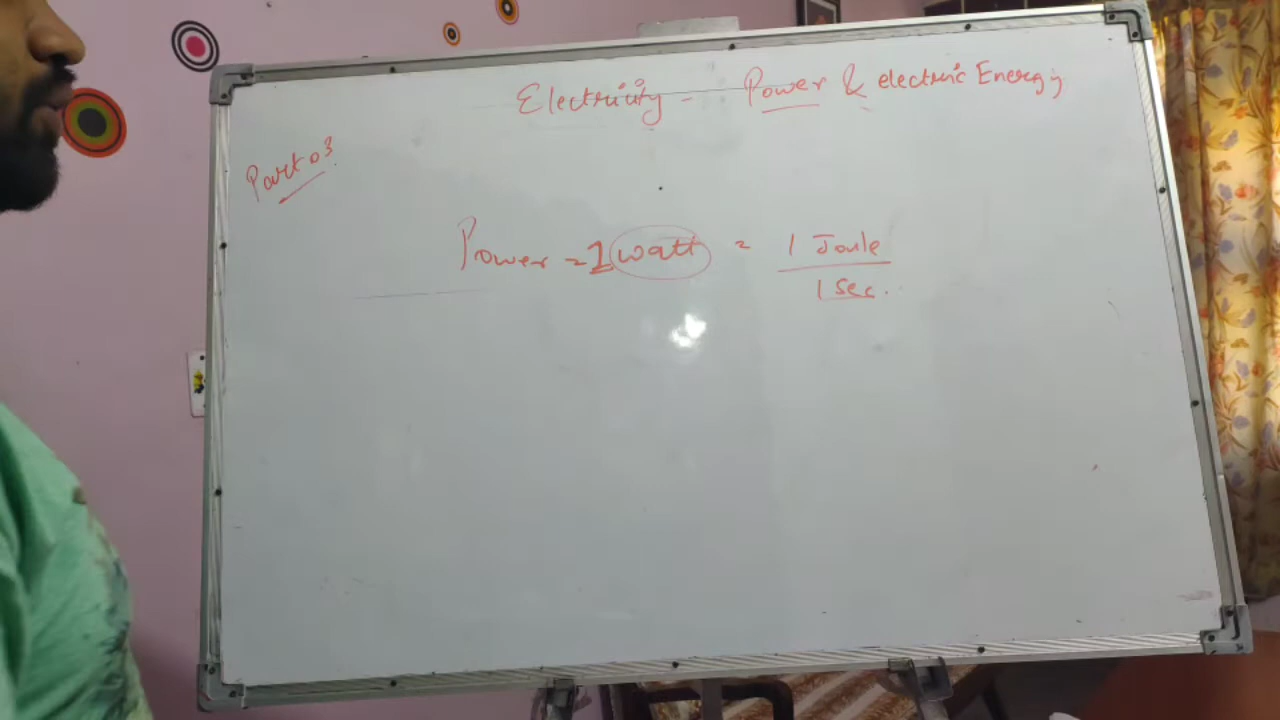 Electricity - Power & electric Energy
Part 03
Power = 1 watt = 1 Joule
1 sec.